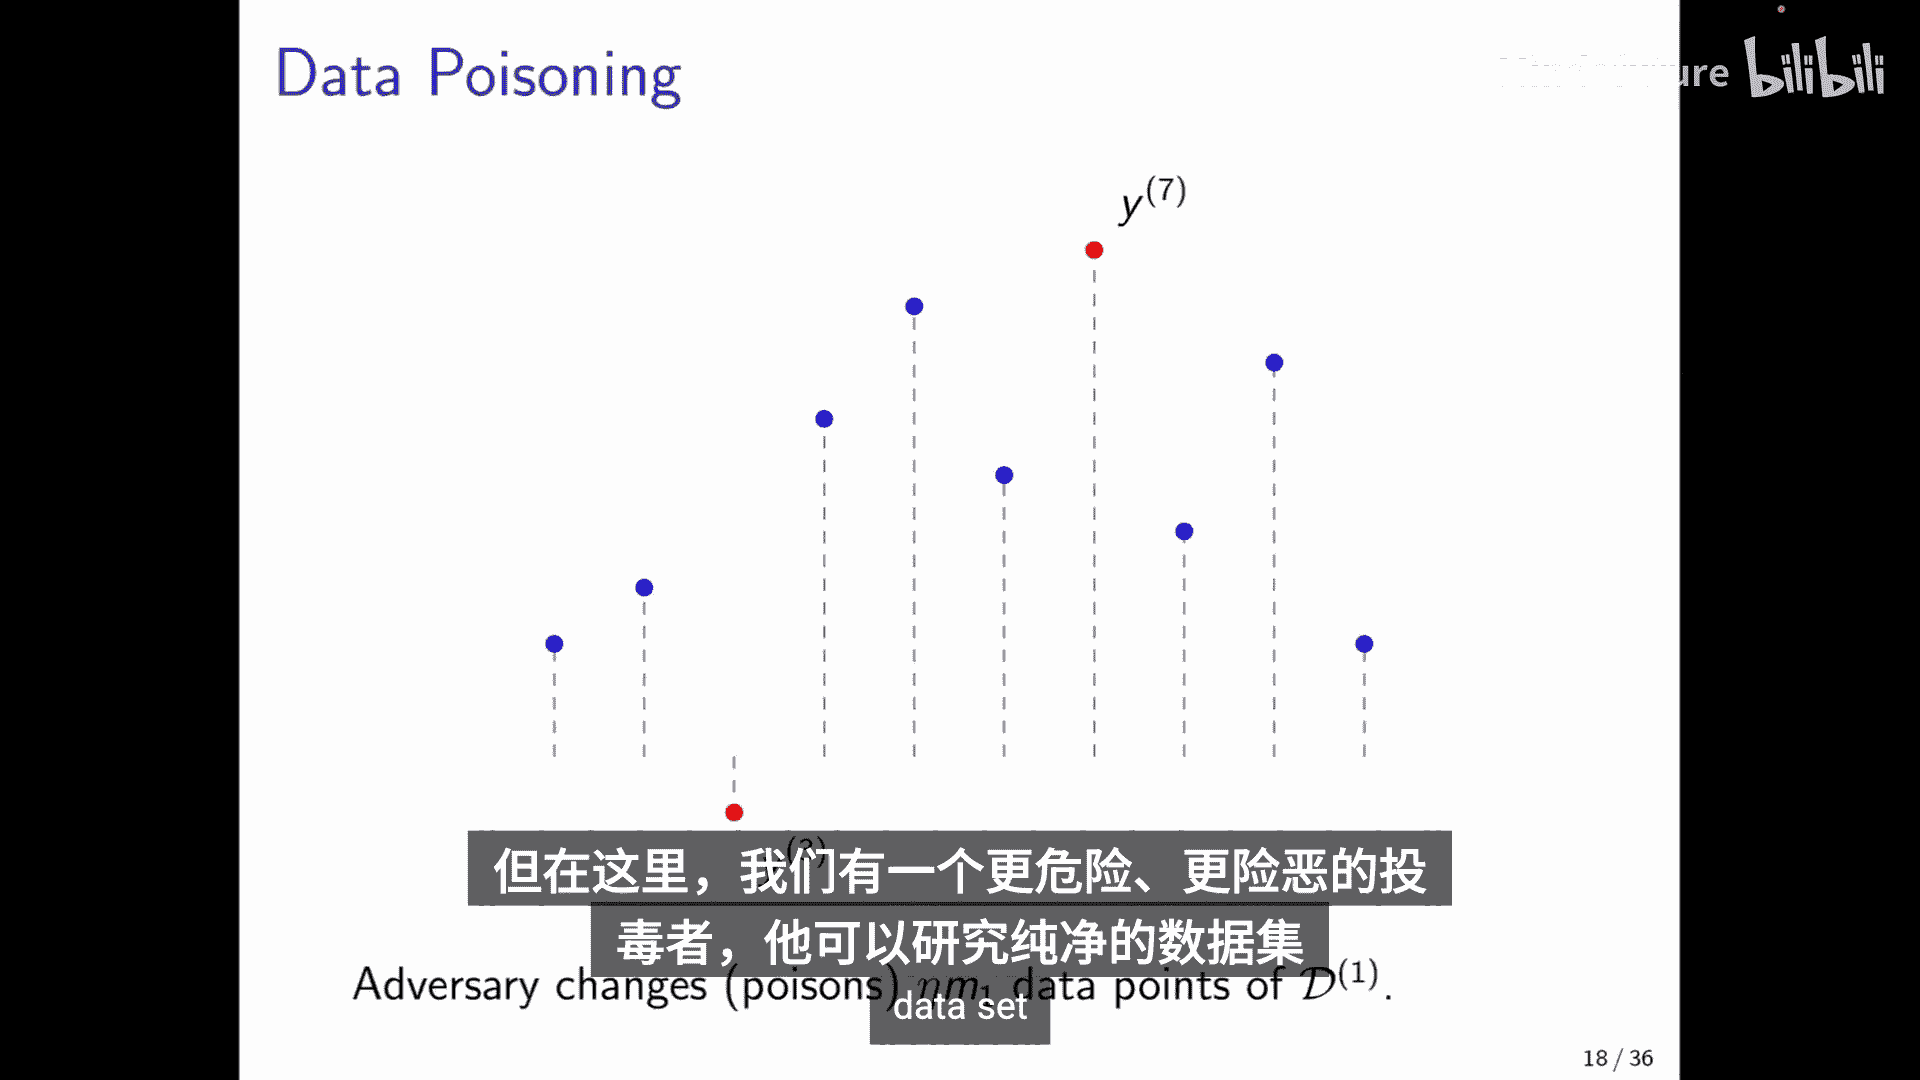 Data Poisoning
ure bilibili
y^(7)
(3)
但在这里，我们有一个更危险、更险恶的投
毒者，他可以研究纯净的数据集
Adversary changes (poisons) ηm₁ data points of 𝒟^(1).
data set
18 / 36